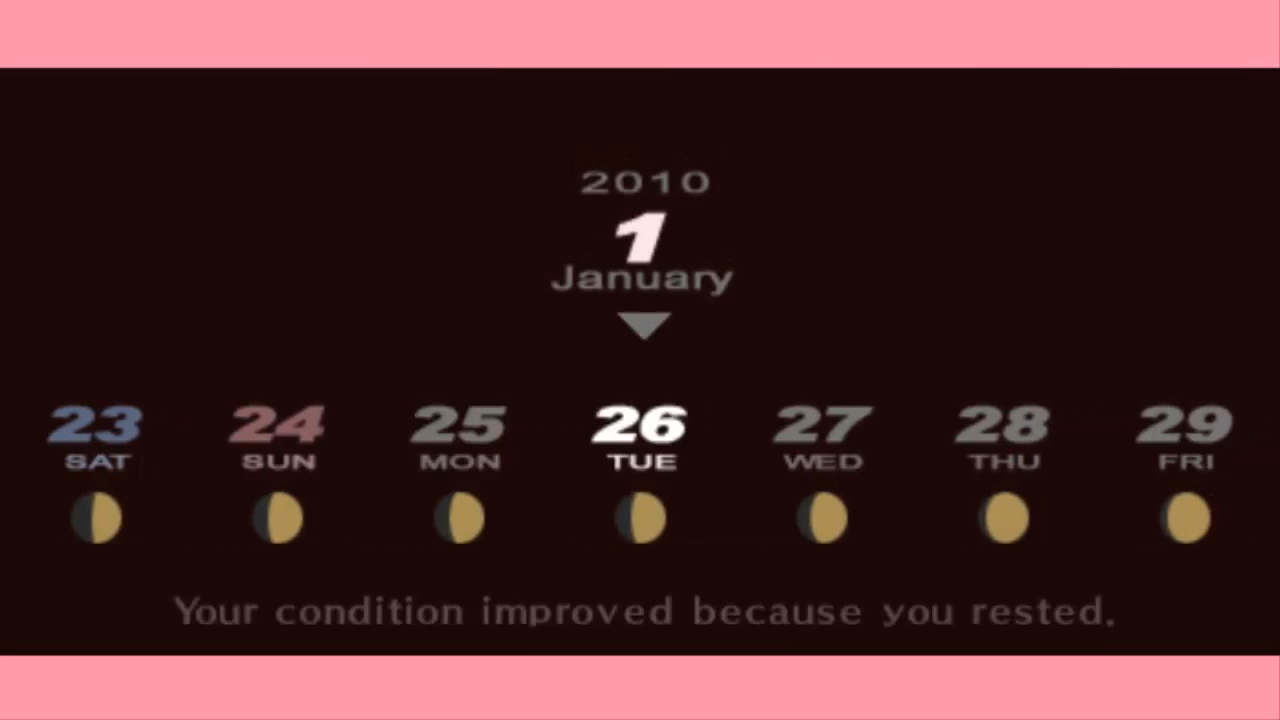 2010
1
January
23 24 25 26 27 28 29
SAT SUN MON TUE WED THU FRI
Your condition improved because you rested.